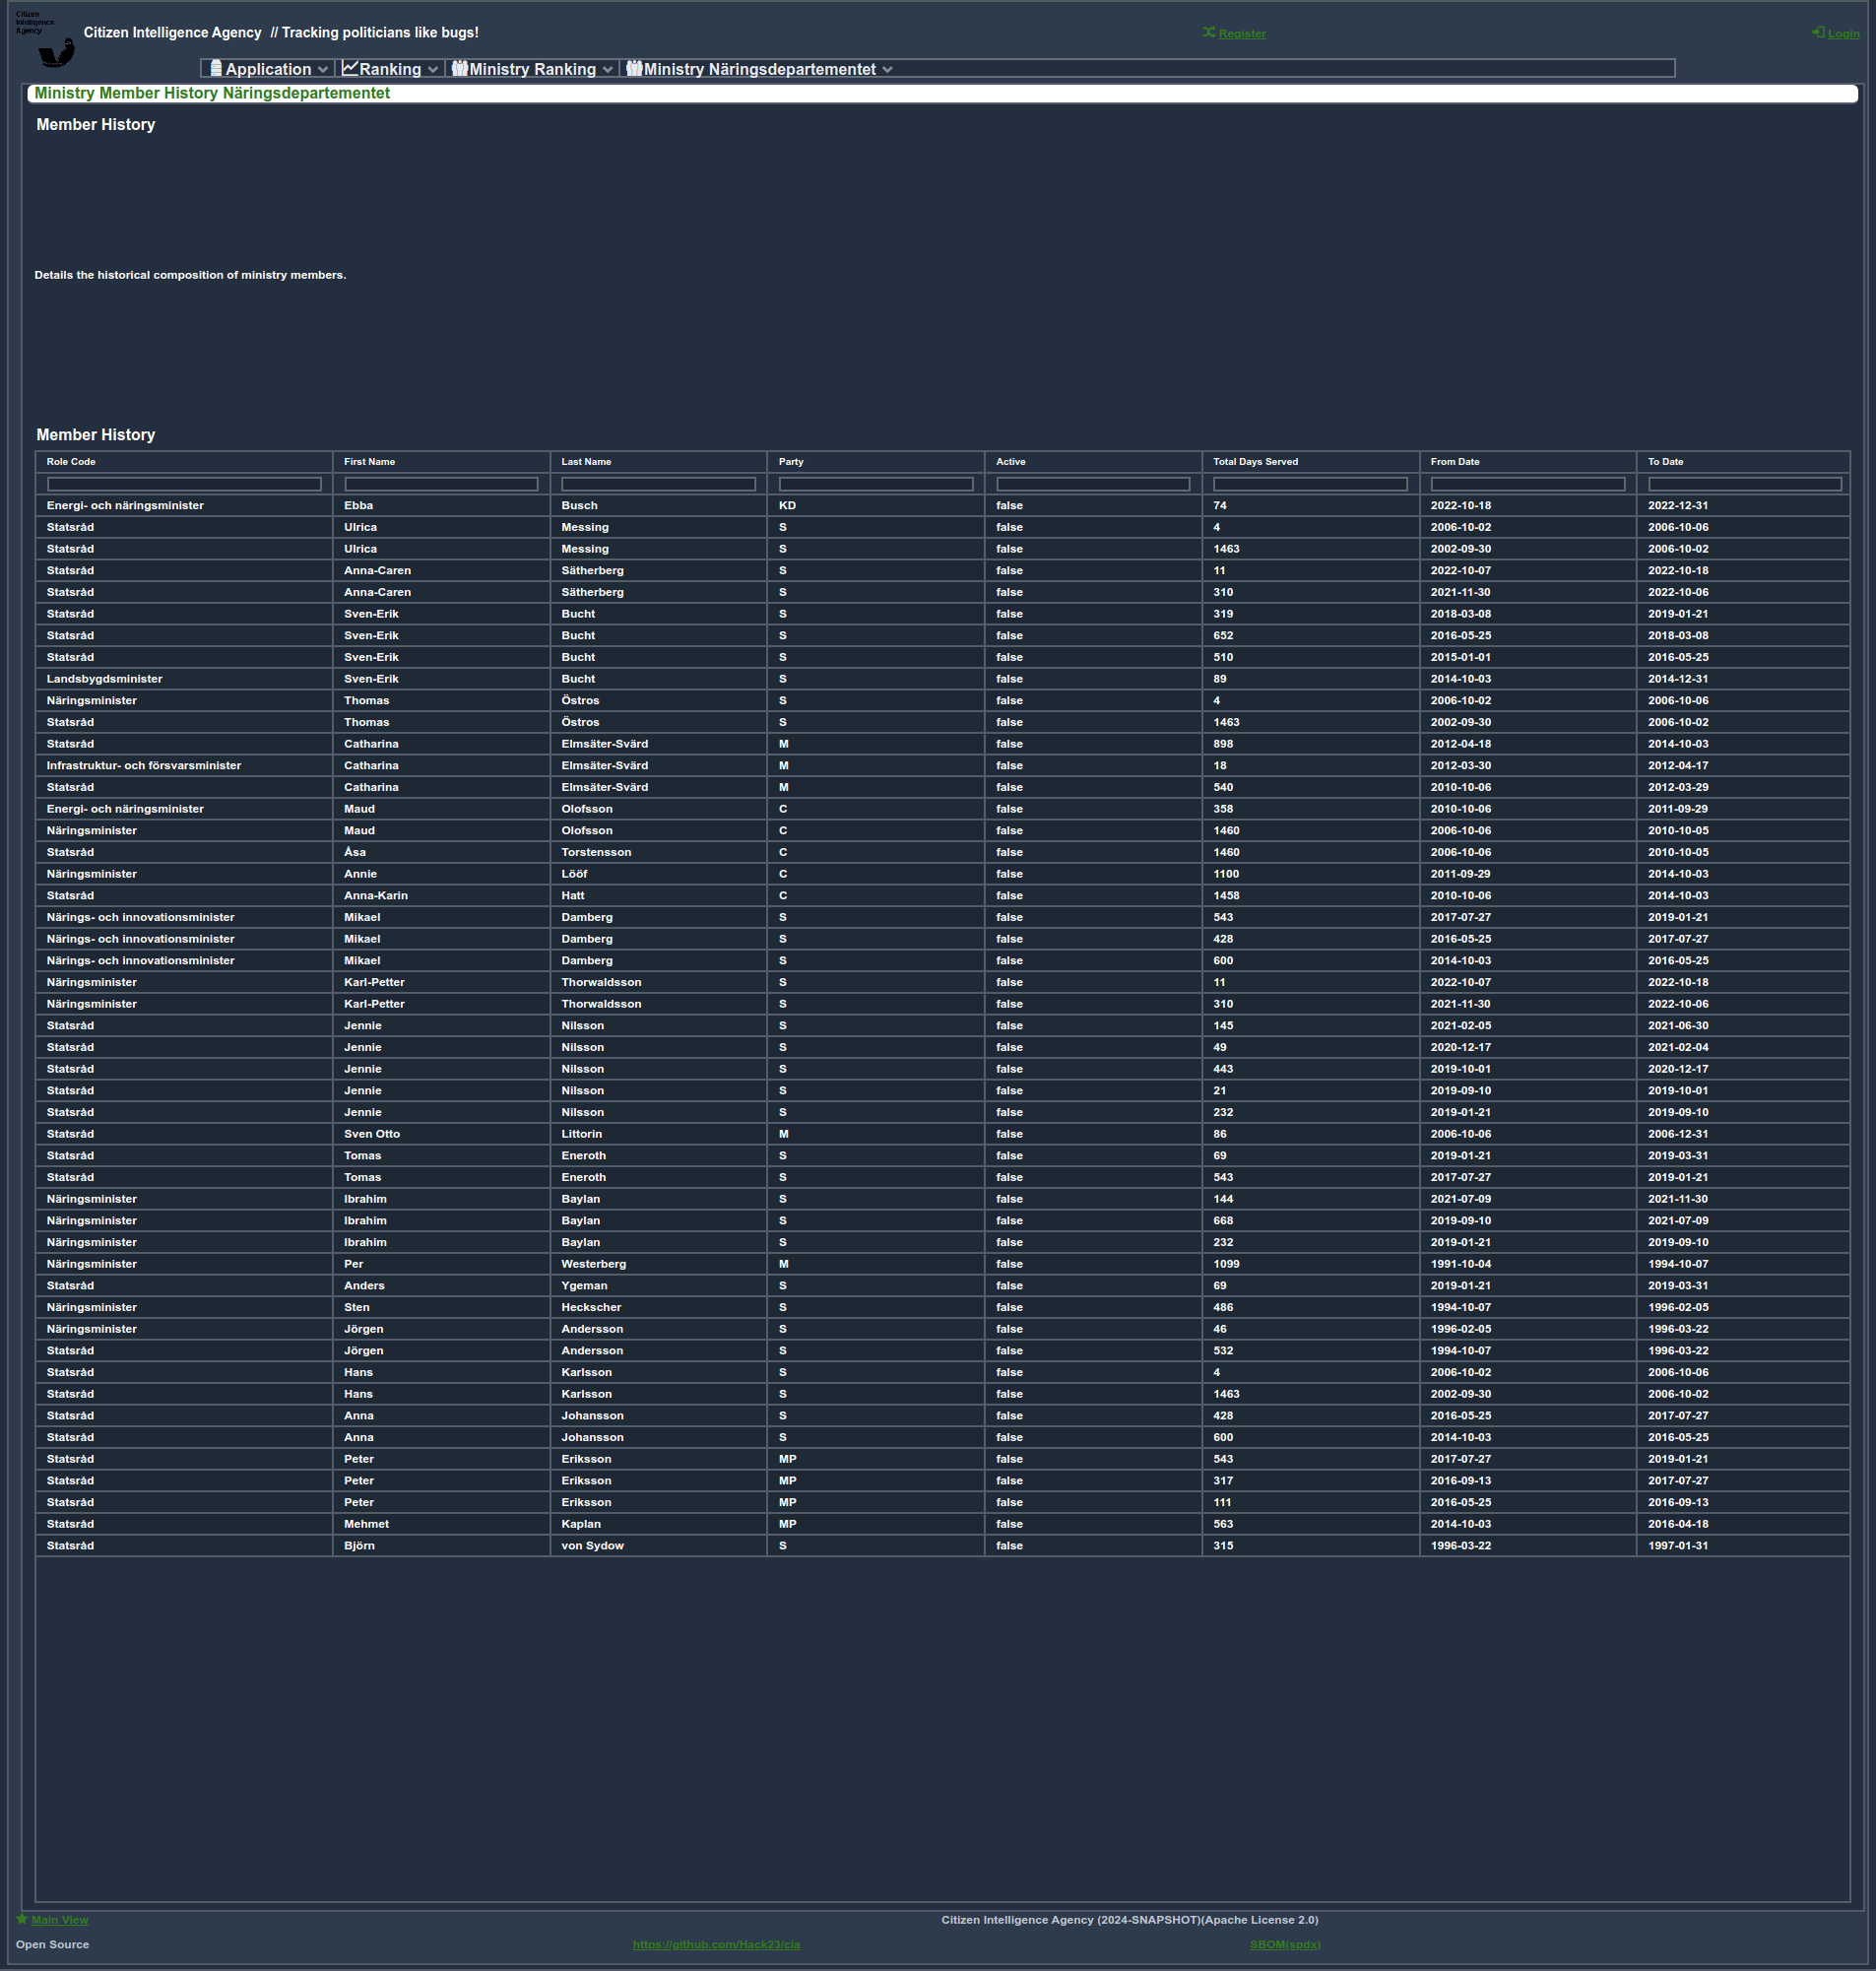 Citizen
Intelligence
Agency
Citizen Intelligence Agency // Tracking politicians like bugs!
Register
Login
Application Ranking Ministry Ranking Ministry Näringsdepartementet
Ministry Member History Näringsdepartementet
Member History
Details the historical composition of ministry members.
Member History
Role Code First Name Last Name Party Active Total Days Served From Date To Date
Energi- och näringsminister Ebba Busch KD false 74 2022-10-18 2022-12-31
Statsråd Ulrica Messing S false 4 2006-10-02 2006-10-06
Statsråd Ulrica Messing S false 1463 2002-09-30 2006-10-02
Statsråd Anna-Caren Sätherberg S false 11 2022-10-07 2022-10-18
Statsråd Anna-Caren Sätherberg S false 310 2021-11-30 2022-10-06
Statsråd Sven-Erik Bucht S false 319 2018-03-08 2019-01-21
Statsråd Sven-Erik Bucht S false 652 2016-05-25 2018-03-08
Statsråd Sven-Erik Bucht S false 510 2015-01-01 2016-05-25
Landsbygdsminister Sven-Erik Bucht S false 89 2014-10-03 2014-12-31
Näringsminister Thomas Östros S false 4 2006-10-02 2006-10-06
Statsråd Thomas Östros S false 1463 2002-09-30 2006-10-02
Statsråd Catharina Elmsäter-Svärd M false 898 2012-04-18 2014-10-03
Infrastruktur- och försvarsminister Catharina Elmsäter-Svärd M false 18 2012-03-30 2012-04-17
Statsråd Catharina Elmsäter-Svärd M false 540 2010-10-06 2012-03-29
Energi- och näringsminister Maud Olofsson C false 358 2010-10-06 2011-09-29
Näringsminister Maud Olofsson C false 1460 2006-10-06 2010-10-05
Statsråd Åsa Torstensson C false 1460 2006-10-06 2010-10-05
Näringsminister Annie Lööf C false 1100 2011-09-29 2014-10-03
Statsråd Anna-Karin Hatt C false 1458 2010-10-06 2014-10-03
Närings- och innovationsminister Mikael Damberg S false 543 2017-07-27 2019-01-21
Närings- och innovationsminister Mikael Damberg S false 428 2016-05-25 2017-07-27
Närings- och innovationsminister Mikael Damberg S false 600 2014-10-03 2016-05-25
Näringsminister Karl-Petter Thorwaldsson S false 11 2022-10-07 2022-10-18
Näringsminister Karl-Petter Thorwaldsson S false 310 2021-11-30 2022-10-06
Statsråd Jennie Nilsson S false 145 2021-02-05 2021-06-30
Statsråd Jennie Nilsson S false 49 2020-12-17 2021-02-04
Statsråd Jennie Nilsson S false 443 2019-10-01 2020-12-17
Statsråd Jennie Nilsson S false 21 2019-09-10 2019-10-01
Statsråd Jennie Nilsson S false 232 2019-01-21 2019-09-10
Statsråd Sven Otto Littorin M false 86 2006-10-06 2006-12-31
Statsråd Tomas Eneroth S false 69 2019-01-21 2019-03-31
Statsråd Tomas Eneroth S false 543 2017-07-27 2019-01-21
Näringsminister Ibrahim Baylan S false 144 2021-07-09 2021-11-30
Näringsminister Ibrahim Baylan S false 668 2019-09-10 2021-07-09
Näringsminister Ibrahim Baylan S false 232 2019-01-21 2019-09-10
Näringsminister Per Westerberg M false 1099 1991-10-04 1994-10-07
Statsråd Anders Ygeman S false 69 2019-01-21 2019-03-31
Näringsminister Sten Heckscher S false 486 1994-10-07 1996-02-05
Näringsminister Jörgen Andersson S false 46 1996-02-05 1996-03-22
Statsråd Jörgen Andersson S false 532 1994-10-07 1996-03-22
Statsråd Hans Karlsson S false 4 2006-10-02 2006-10-06
Statsråd Hans Karlsson S false 1463 2002-09-30 2006-10-02
Statsråd Anna Johansson S false 428 2016-05-25 2017-07-27
Statsråd Anna Johansson S false 600 2014-10-03 2016-05-25
Statsråd Peter Eriksson MP false 543 2017-07-27 2019-01-21
Statsråd Peter Eriksson MP false 317 2016-09-13 2017-07-27
Statsråd Peter Eriksson MP false 111 2016-05-25 2016-09-13
Statsråd Mehmet Kaplan MP false 563 2014-10-03 2016-04-18
Statsråd Björn von Sydow S false 315 1996-03-22 1997-01-31
Main View
Citizen Intelligence Agency (2024-SNAPSHOT)(Apache License 2.0)
Open Source
https://github.com/Hack23/cia
SBOM(spdx)